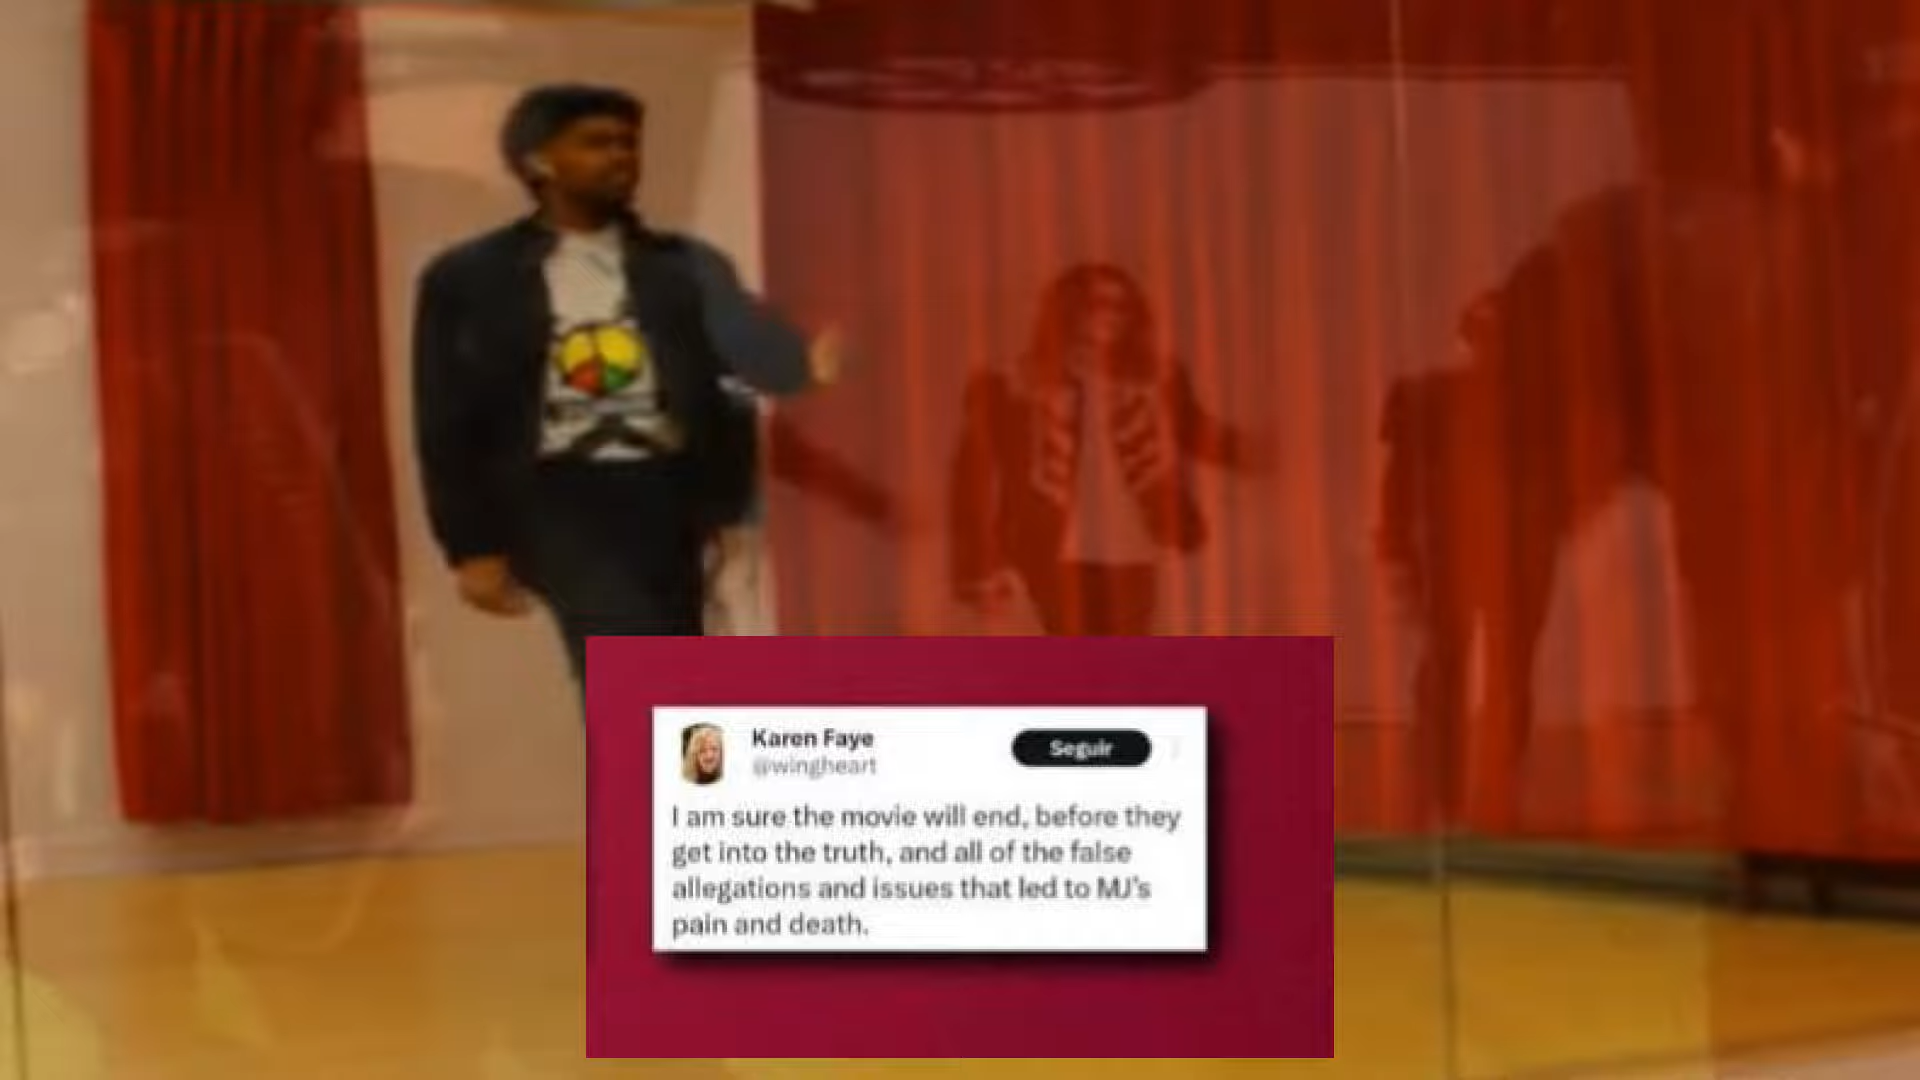 Karen Faye
@wingheart
Seguir
I am sure the movie will end, before they
get into the truth, and all of the false
allegations and issues that led to MJ's
pain and death.